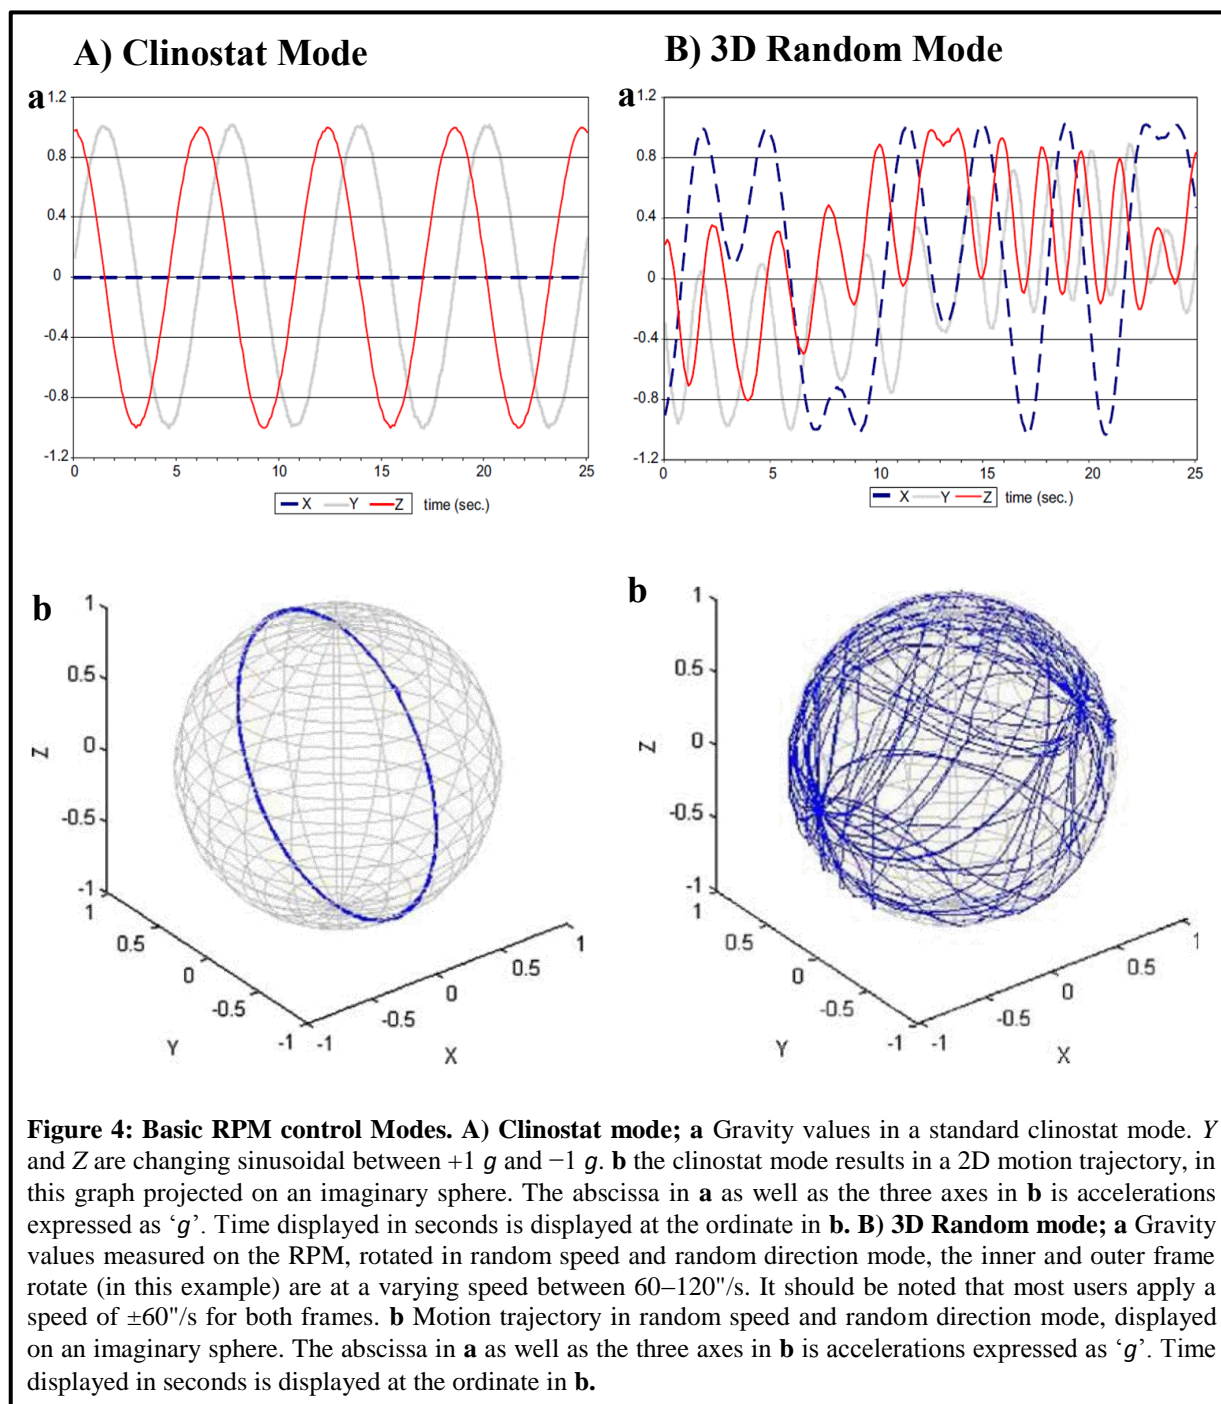 A) Clinostat Mode
B) 3D Random Mode
a
1.2
0.8
0.4
0
-0.4
-0.8
-1.2
0 5 10 15 20 25
X Y Z time (sec.)
a
1.2
0.8
0.4
0
-0.4
-0.8
-1.2
0 5 10 15 20 25
X Y Z time (sec.)
b
1
0.5
0
-0.5
-1
Z
1
0.5
0
-0.5
-1
Y
-1
-0.5
0
0.5
1
X
b
1
0.5
0
-0.5
-1
Z
1
0.5
0
-0.5
-1
Y
-1
-0.5
0
0.5
1
X
Figure 4: Basic RPM control Modes. A) Clinostat mode; a Gravity values in a standard clinostat mode. Y
and Z are changing sinusoidal between +1 g and −1 g. b the clinostat mode results in a 2D motion trajectory, in
this graph projected on an imaginary sphere. The abscissa in a as well as the three axes in b is accelerations
expressed as ‘g’. Time displayed in seconds is displayed at the ordinate in b. B) 3D Random mode; a Gravity
values measured on the RPM, rotated in random speed and random direction mode, the inner and outer frame
rotate (in this example) are at a varying speed between 60–120"/s. It should be noted that most users apply a
speed of ±60"/s for both frames. b Motion trajectory in random speed and random direction mode, displayed
on an imaginary sphere. The abscissa in a as well as the three axes in b is accelerations expressed as ‘g’. Time
displayed in seconds is displayed at the ordinate in b.